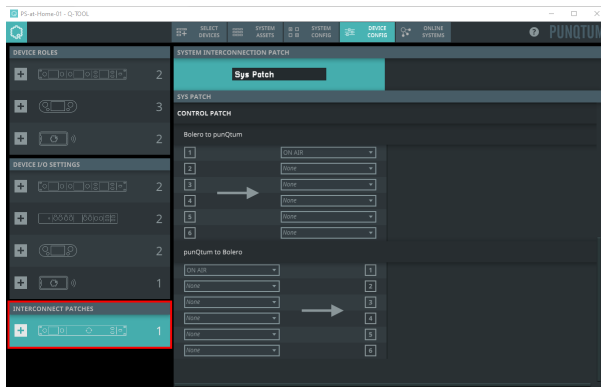 PS-at-Home-01 - Q-TOOL
SELECT DEVICES
SYSTEM ASSETS
SYSTEM CONFIG
DEVICE CONFIG
ONLINE SYSTEMS
?
PUNQTUM
DEVICE ROLES
2
3
2
DEVICE I/O SETTINGS
2
2
2
1
INTERCONNECT PATCHES
1
SYSTEM INTERCONNECTION PATCH
Sys Patch
SYS PATCH
CONTROL PATCH
Bolero to punQtum
1 ON AIR
2 None
3 None
4 None
5 None
6 None
punQtum to Bolero
ON AIR 1
None 2
None 3
None 4
None 5
None 6